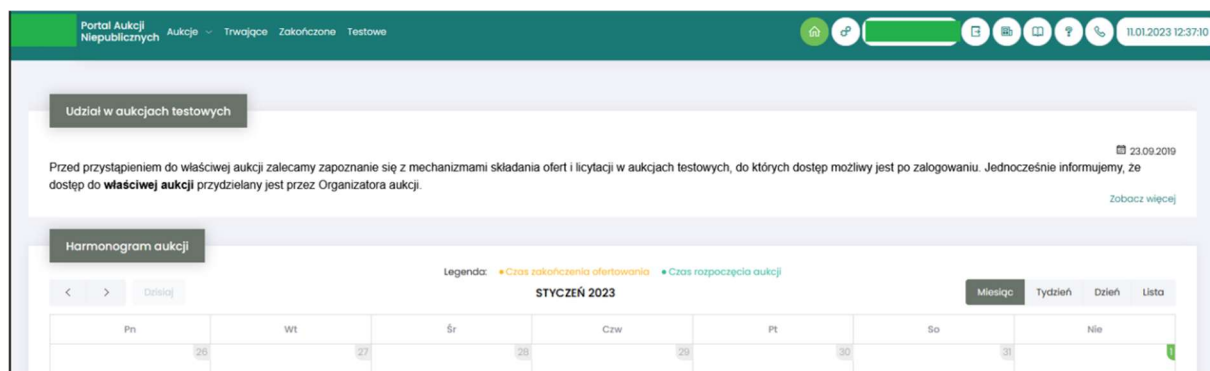 Portal Aukcji
Niepublicznych
Aukcje Trwające Zakończone Testowe
11.01.2023 12:37:10
Udział w aukcjach testowych
23.09.2019
Przed przystąpieniem do właściwej aukcji zalecamy zapoznanie się z mechanizmami składania ofert i licytacji w aukcjach testowych, do których dostęp możliwy jest po zalogowaniu. Jednocześnie informujemy, że
dostęp do właściwej aukcji przydzielany jest przez Organizatora aukcji.
Zobacz więcej
Harmonogram aukcji
Legenda: •Czas zakończenia ofertowania •Czas rozpoczęcia aukcji
< > Dzisiaj STYCZEŃ 2023 Miesiąc Tydzień Dzień Lista
Pn Wt Śr Czw Pt So Nie
26 27 28 29 30 31 1